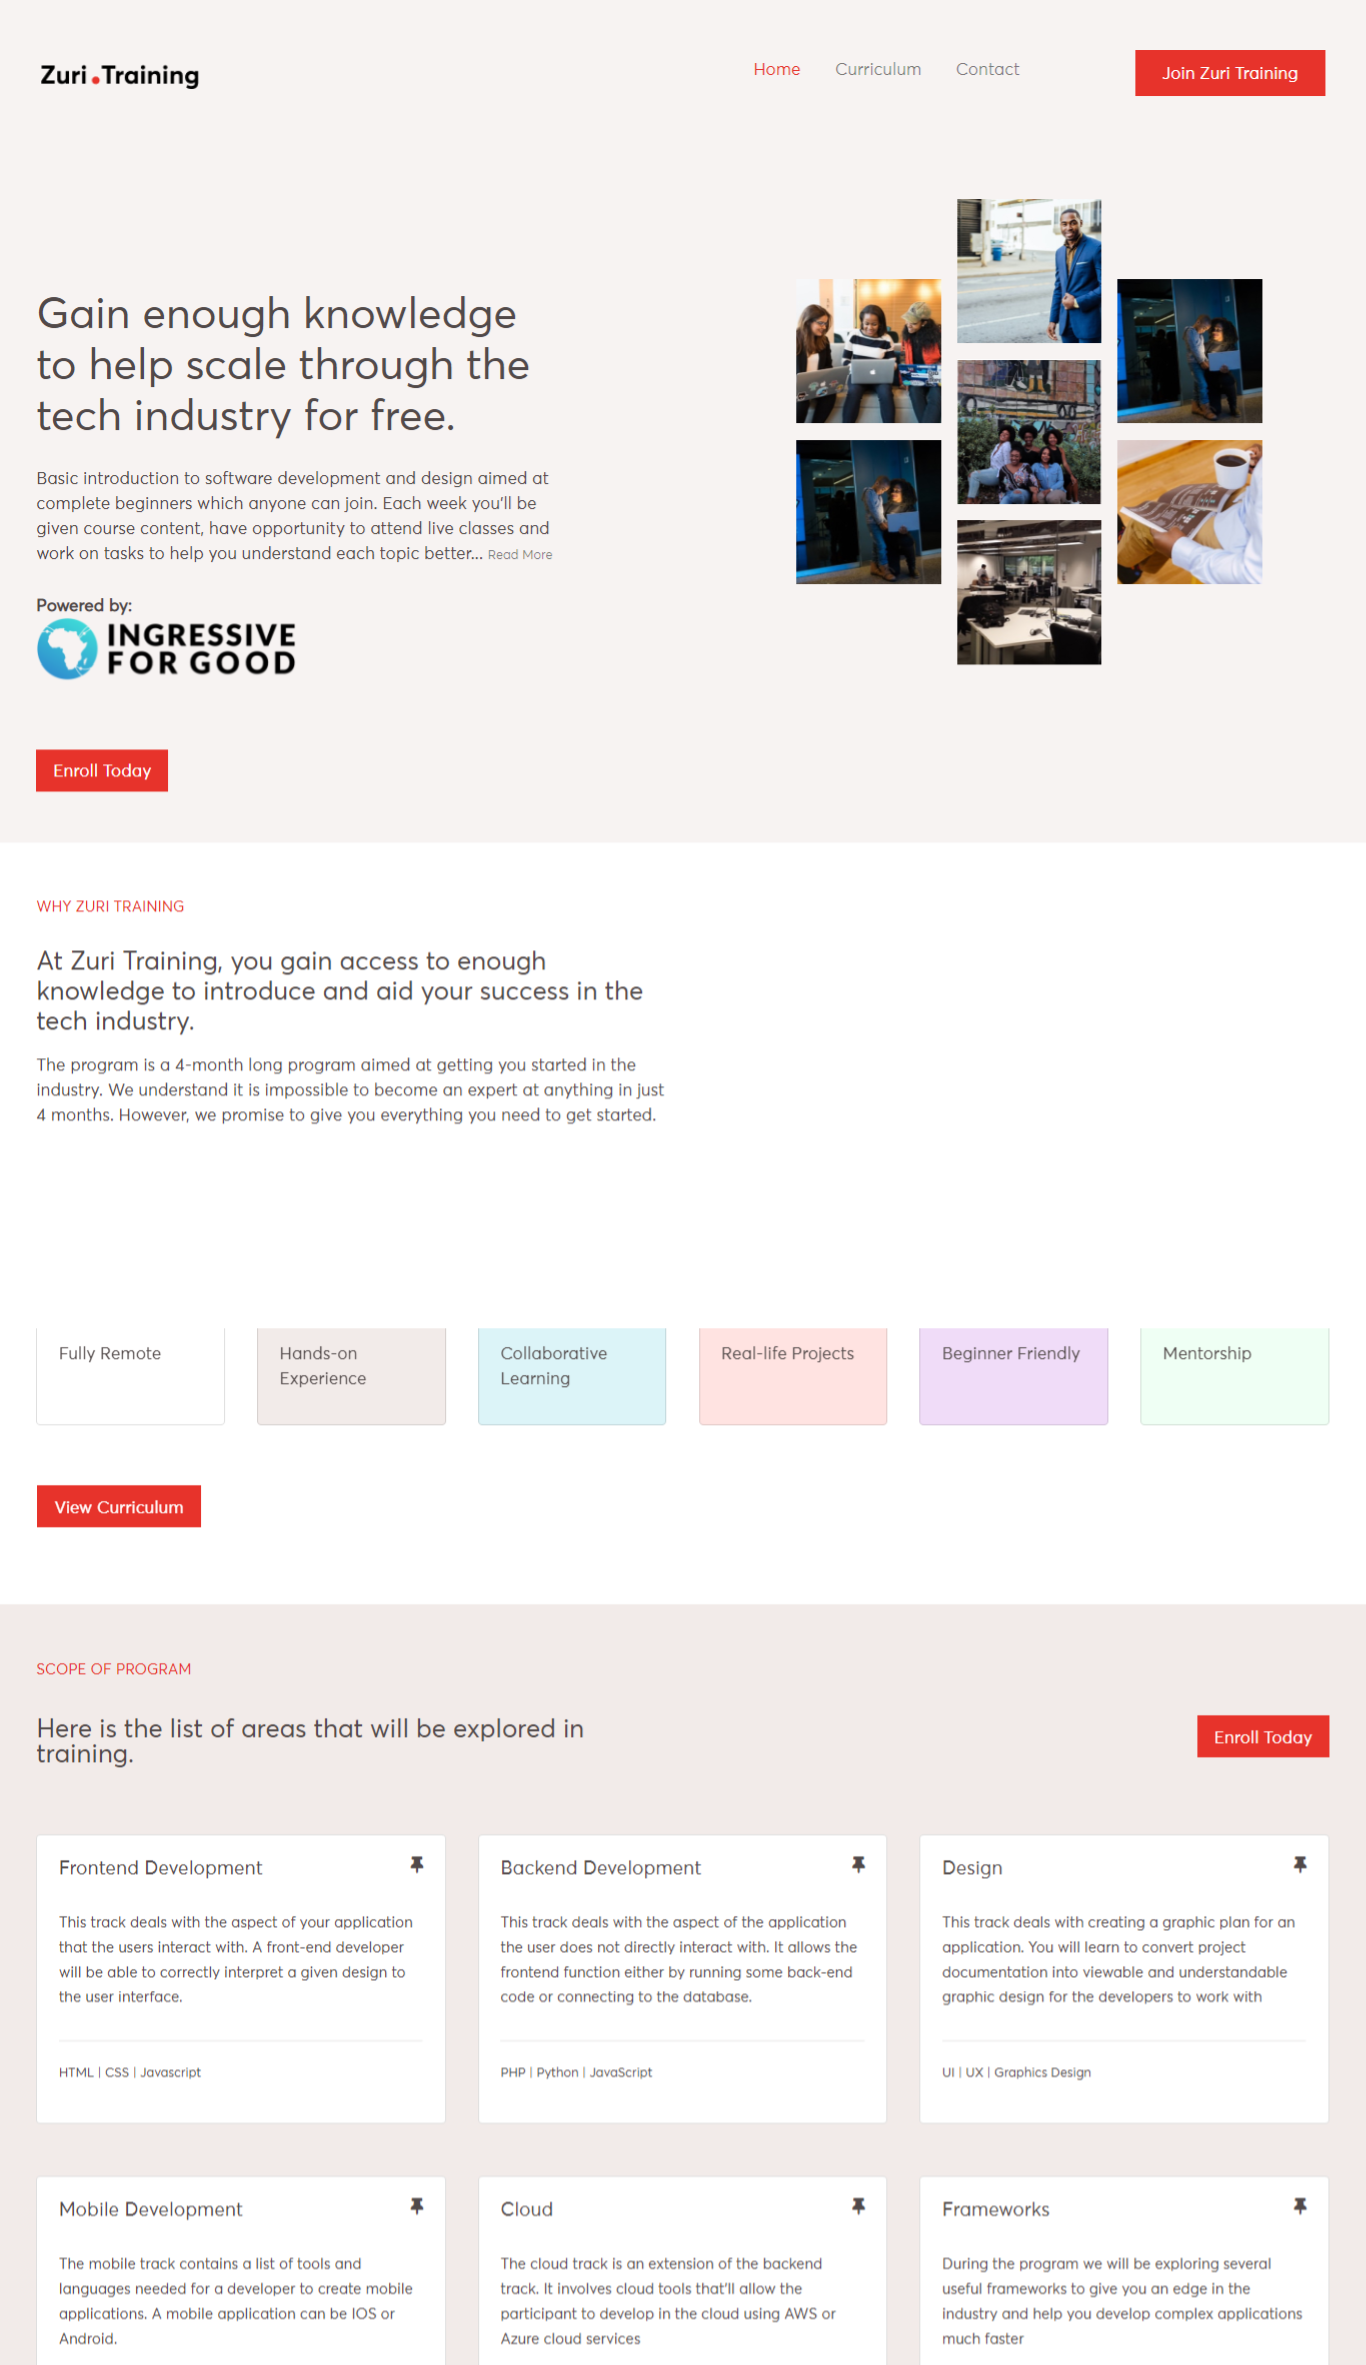 Zuri.Training
Home
Curriculum
Contact
Join Zuri Training
Gain enough knowledge
to help scale through the
tech industry for free.
Basic introduction to software development and design aimed at
complete beginners which anyone can join. Each week you'll be
given course content, have opportunity to attend live classes and
work on tasks to help you understand each topic better... Read More
Powered by:
INGRESSIVE
FOR GOOD
Enroll Today
WHY ZURI TRAINING
At Zuri Training, you gain access to enough
knowledge to introduce and aid your success in the
tech industry.
The program is a 4-month long program aimed at getting you started in the
industry. We understand it is impossible to become an expert at anything in just
4 months. However, we promise to give you everything you need to get started.
Fully Remote
Hands-on
Experience
Collaborative
Learning
Real-life Projects
Beginner Friendly
Mentorship
View Curriculum
SCOPE OF PROGRAM
Here is the list of areas that will be explored in
training.
Enroll Today
Frontend Development
This track deals with the aspect of your application
that the users interact with. A front-end developer
will be able to correctly interpret a given design to
the user interface.
HTML | CSS | Javascript
Backend Development
This track deals with the aspect of the application
the user does not directly interact with. It allows the
frontend function either by running some back-end
code or connecting to the database.
PHP | Python | JavaScript
Design
This track deals with creating a graphic plan for an
application. You will learn to convert project
documentation into viewable and understandable
graphic design for the developers to work with
UI | UX | Graphics Design
Mobile Development
The mobile track contains a list of tools and
languages needed for a developer to create mobile
applications. A mobile application can be IOS or
Android.
Cloud
The cloud track is an extension of the backend
track. It involves cloud tools that'll allow the
participant to develop in the cloud using AWS or
Azure cloud services
Frameworks
During the program we will be exploring several
useful frameworks to give you an edge in the
industry and help you develop complex applications
much faster